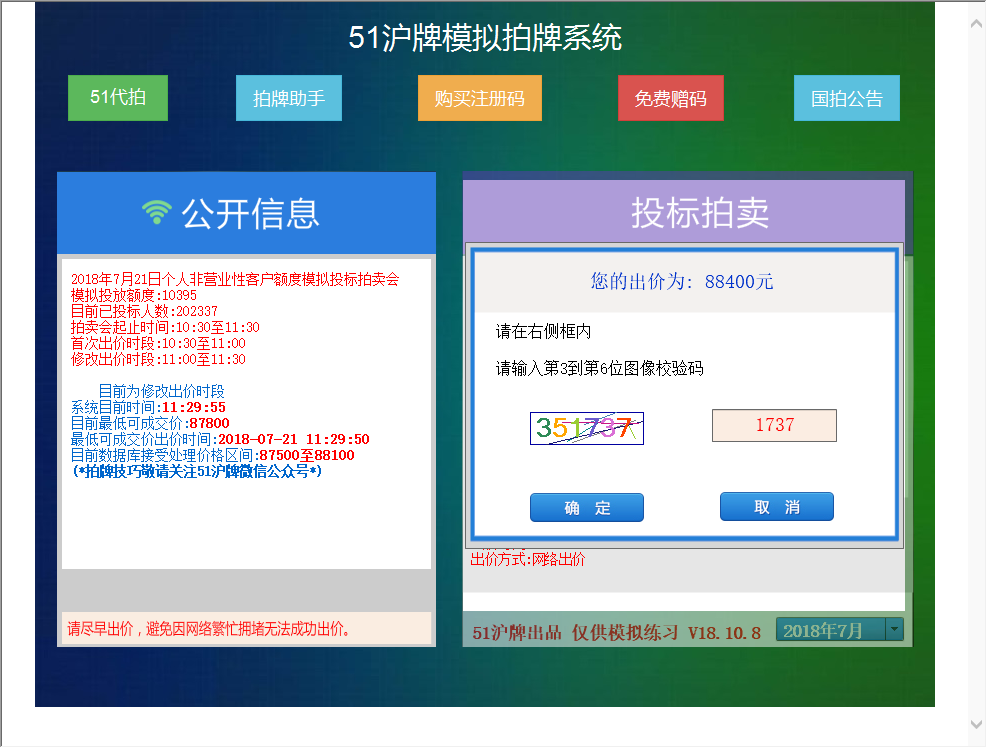 51沪牌模拟拍牌系统
51代拍
拍牌助手
购买注册码
免费赠码
国拍公告
公开信息
2018年7月21日个人非营业性客户额度模拟投标拍卖会
模拟投放额度:10395
目前已投标人数:202337
拍卖会起止时间:10:30至11:30
首次出价时段:10:30至11:00
修改出价时段:11:00至11:30
目前为修改出价时段
系统目前时间:11:29:55
目前最低可成交价:87800
最低可成交价出价时间:2018-07-21 11:29:50
目前数据库接受处理价格区间:87500至88100
(*拍牌技巧敬请关注51沪牌微信公众号*)
请尽早出价，避免因网络繁忙拥堵无法成功出价。
投标拍卖
您的出价为: 88400元
请在右侧框内
请输入第3到第6位图像校验码
351737
1737
确 定
取 消
出价方式:网络出价
51沪牌出品 仅供模拟练习 V18.10.8
2018年7月